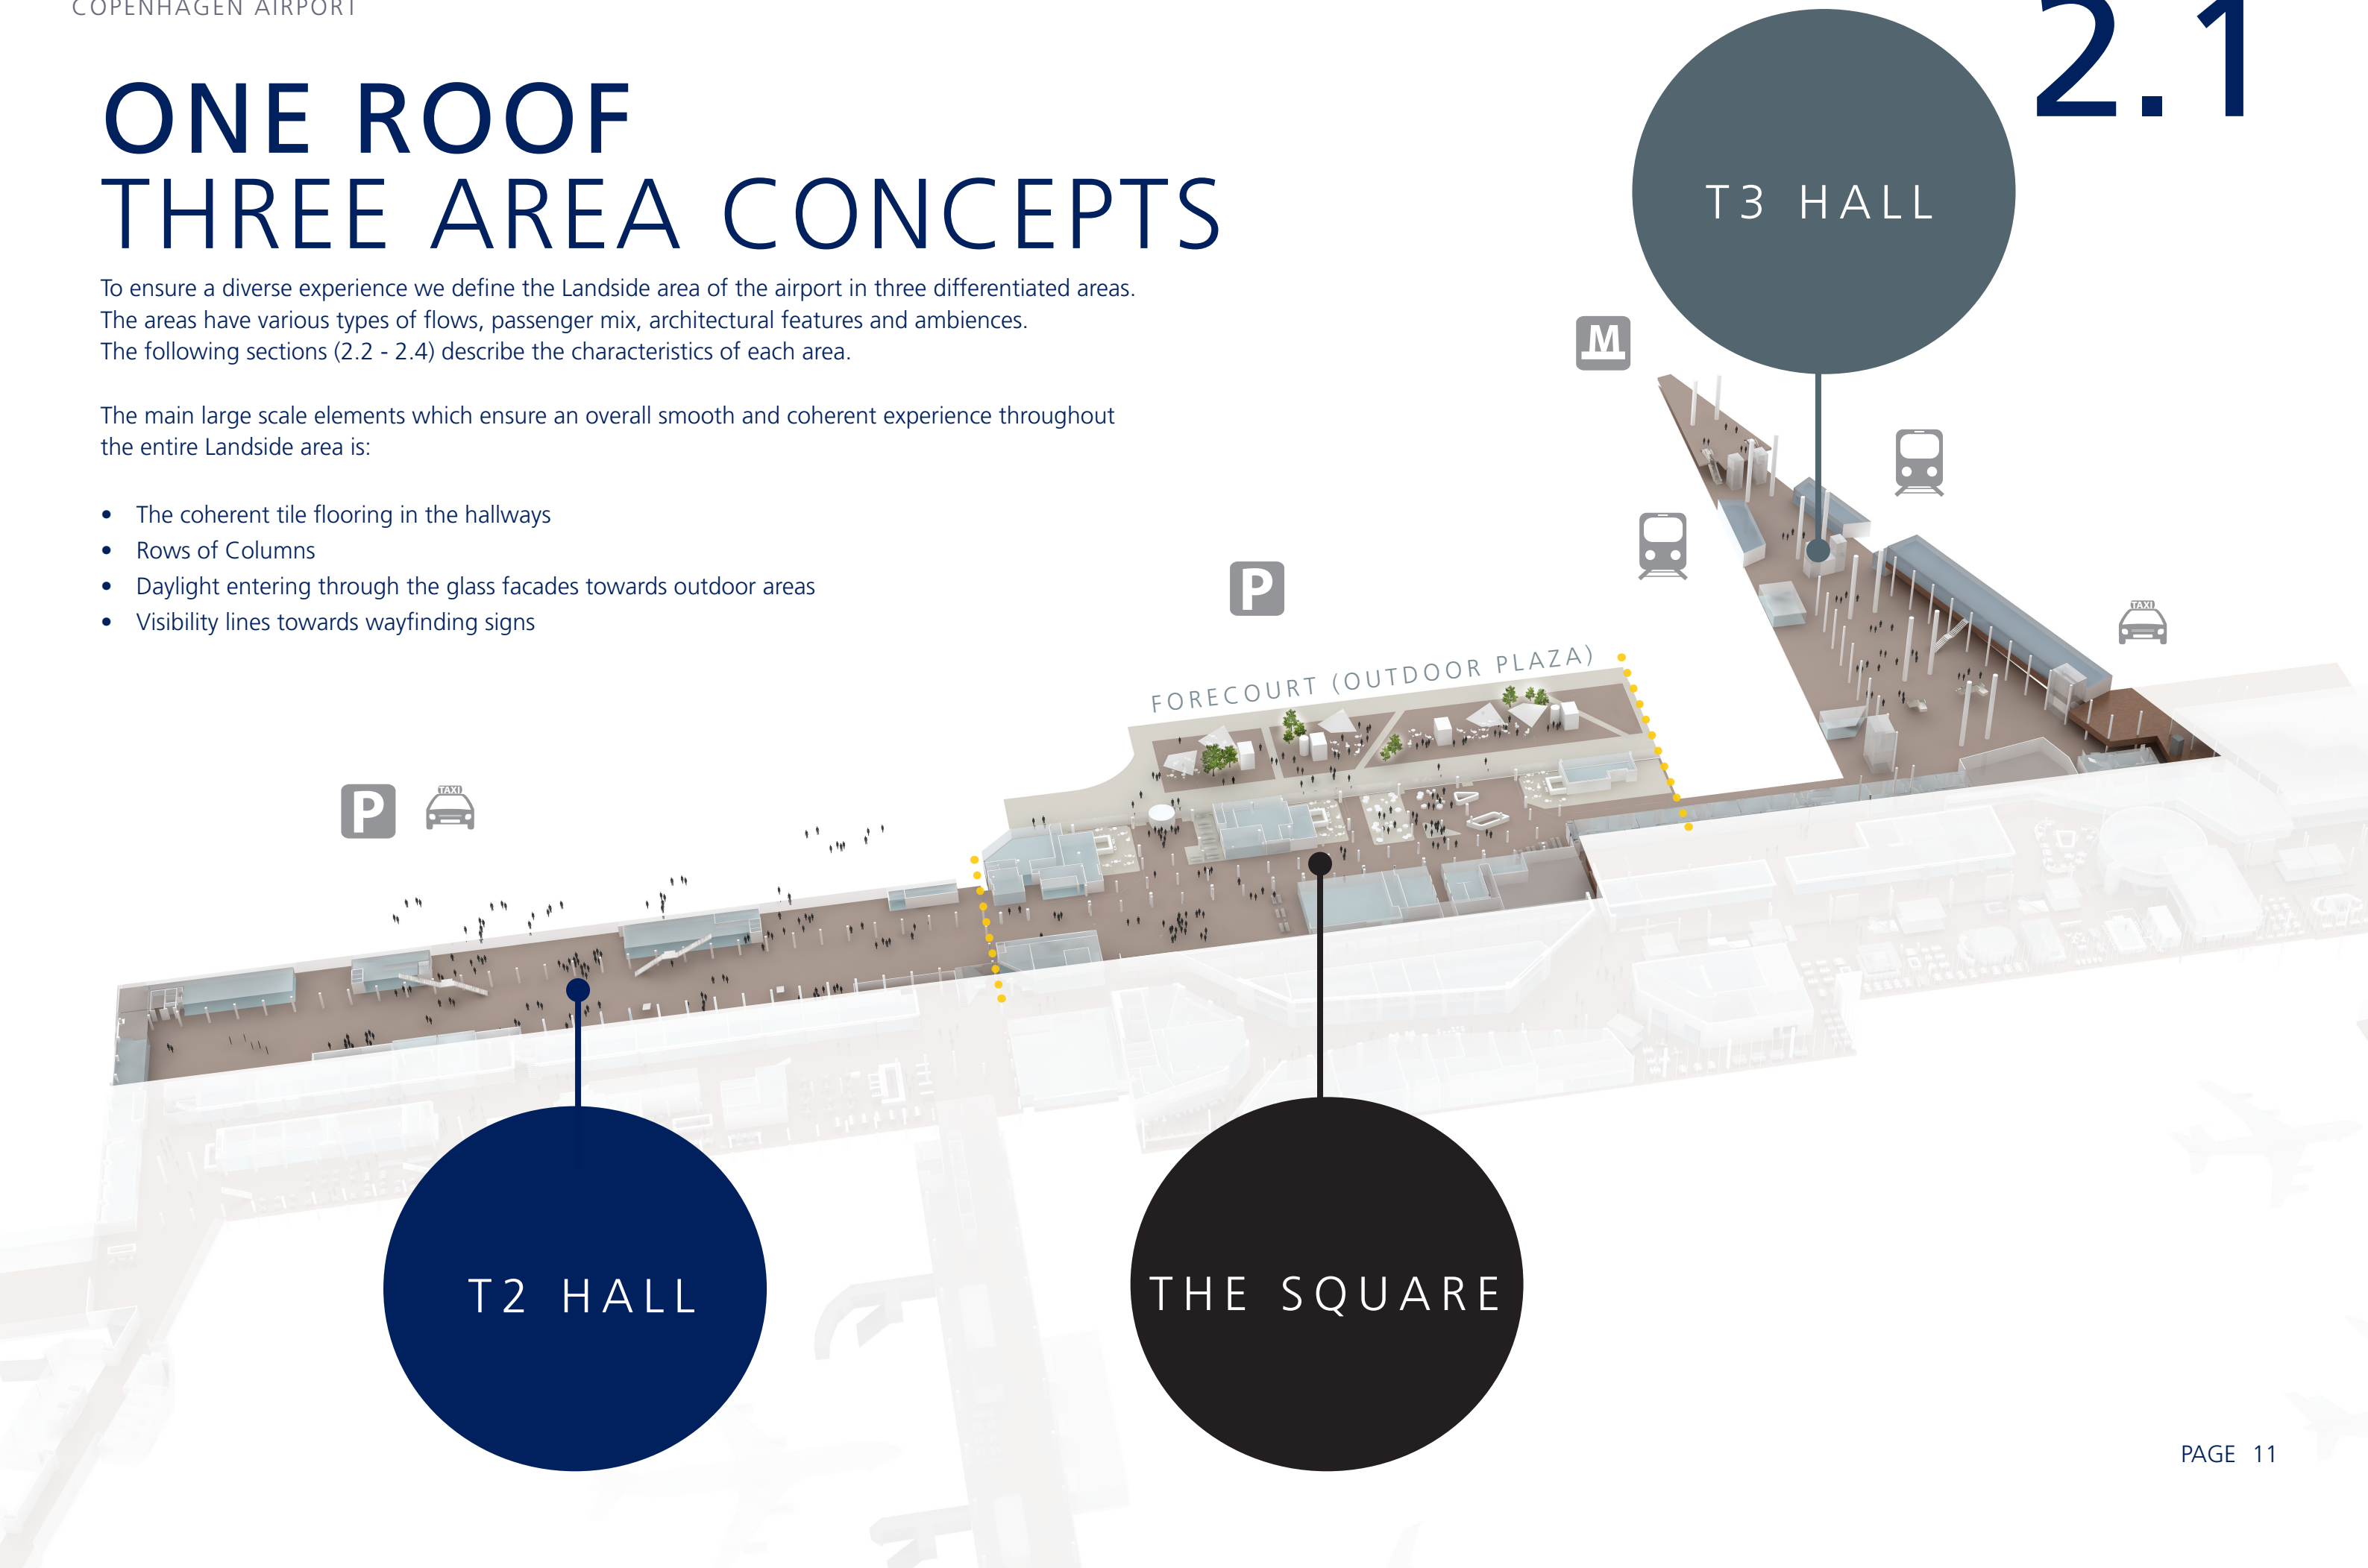 COPENHAGEN AIRPORT
2.1
ONE ROOF
THREE AREA CONCEPTS
To ensure a diverse experience we define the Landside area of the airport in three differentiated areas.
The areas have various types of flows, passenger mix, architectural features and ambiences.
The following sections (2.2 - 2.4) describe the characteristics of each area.
The main large scale elements which ensure an overall smooth and coherent experience throughout
the entire Landside area is:
• The coherent tile flooring in the hallways
• Rows of Columns
• Daylight entering through the glass facades towards outdoor areas
• Visibility lines towards wayfinding signs
T3 HALL
M
P
TAXI
FORECOURT (OUTDOOR PLAZA)
P
TAXI
T2 HALL
THE SQUARE
PAGE 11